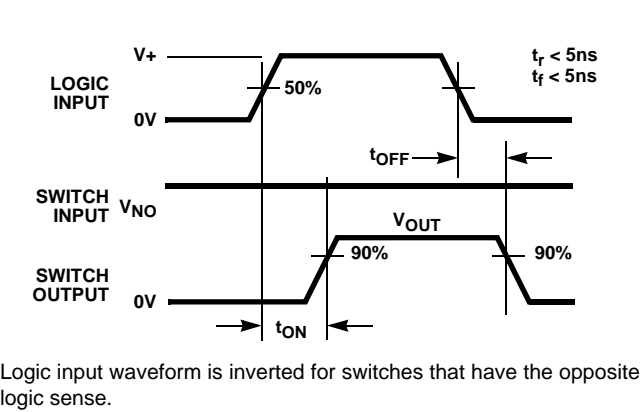 V+
LOGIC
INPUT
50%
0V
tr < 5ns
tf < 5ns
tOFF
SWITCH
INPUT
VNO
VOUT
90%
90%
SWITCH
OUTPUT
0V
tON
Logic input waveform is inverted for switches that have the opposite
logic sense.